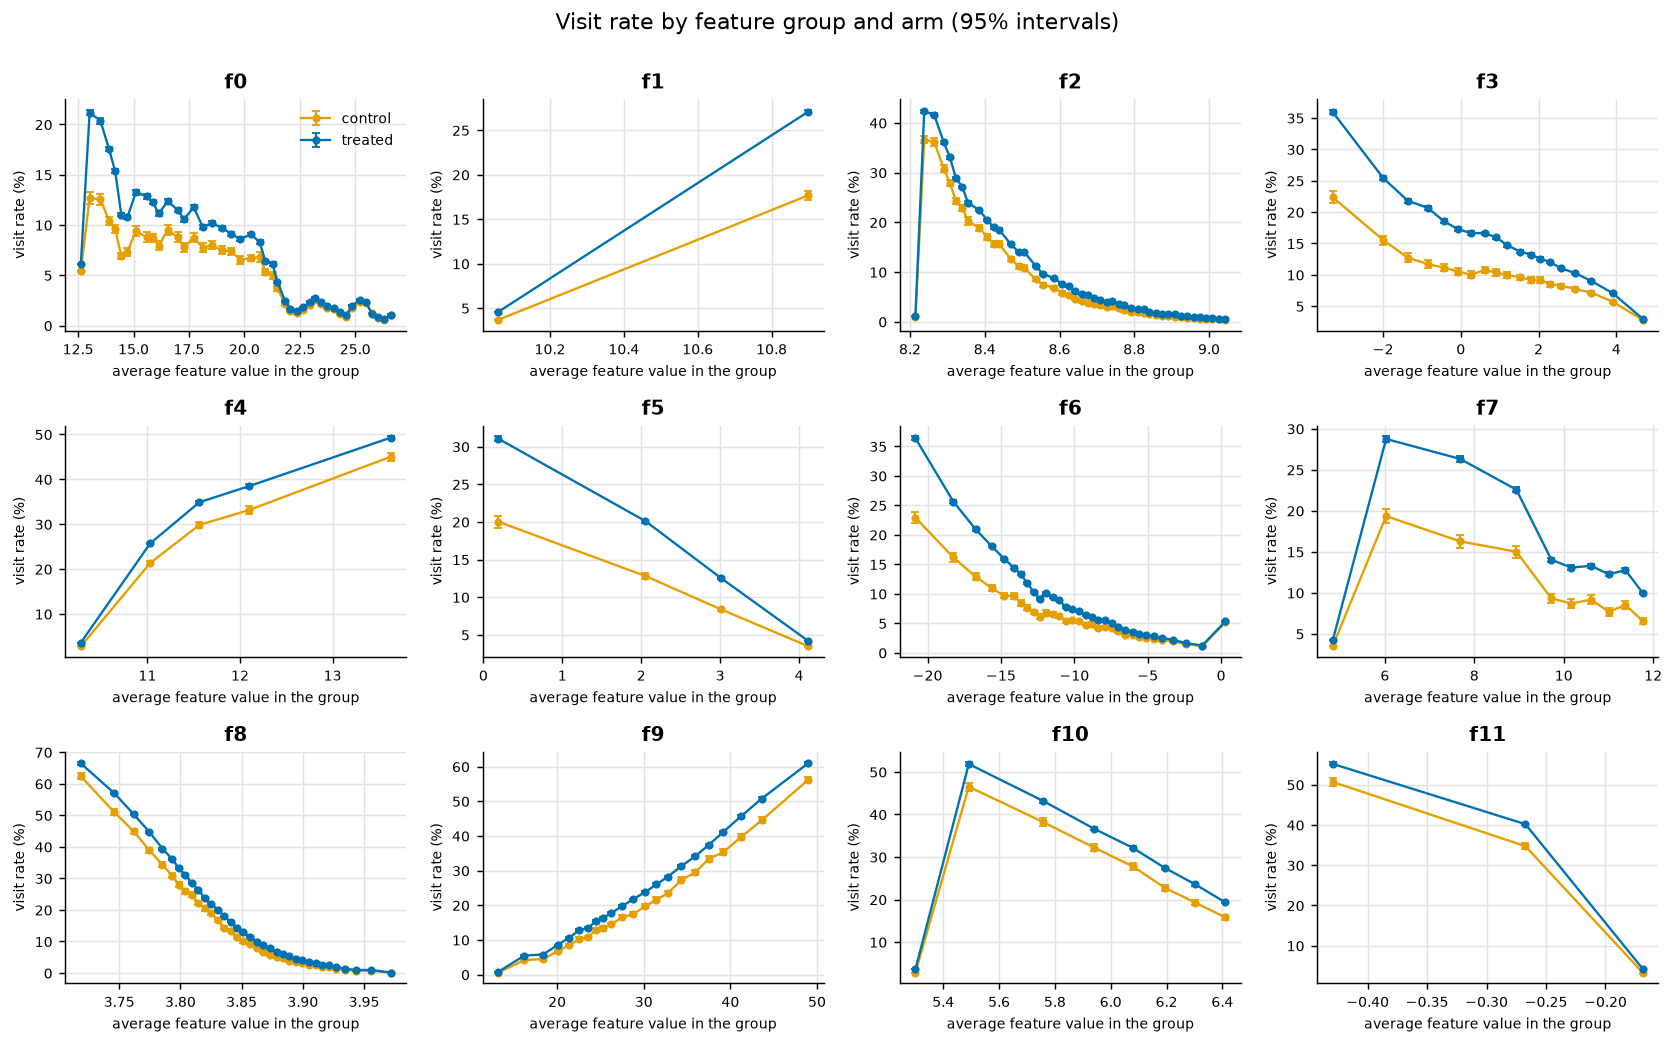 Visit rate by feature group and arm (95% intervals)
f0
visit rate (%)
20
15
10
5
0
control
treated
12.5 15.0 17.5 20.0 22.5 25.0
average feature value in the group
f1
visit rate (%)
25
20
15
10
5
10.2 10.4 10.6 10.8
average feature value in the group
f2
visit rate (%)
40
30
20
10
0
8.2 8.4 8.6 8.8 9.0
average feature value in the group
f3
visit rate (%)
35
30
25
20
15
10
5
−2 0 2 4
average feature value in the group
f4
visit rate (%)
50
40
30
20
10
11 12 13
average feature value in the group
f5
visit rate (%)
30
25
20
15
10
5
0 1 2 3 4
average feature value in the group
f6
visit rate (%)
35
30
25
20
15
10
5
0
−20 −15 −10 −5 0
average feature value in the group
f7
visit rate (%)
30
25
20
15
10
5
6 8 10 12
average feature value in the group
f8
visit rate (%)
70
60
50
40
30
20
10
0
3.75 3.80 3.85 3.90 3.95
average feature value in the group
f9
visit rate (%)
60
50
40
30
20
10
0
20 30 40 50
average feature value in the group
f10
visit rate (%)
50
40
30
20
10
5.4 5.6 5.8 6.0 6.2 6.4
average feature value in the group
f11
visit rate (%)
50
40
30
20
10
−0.40 −0.35 −0.30 −0.25 −0.20
average feature value in the group